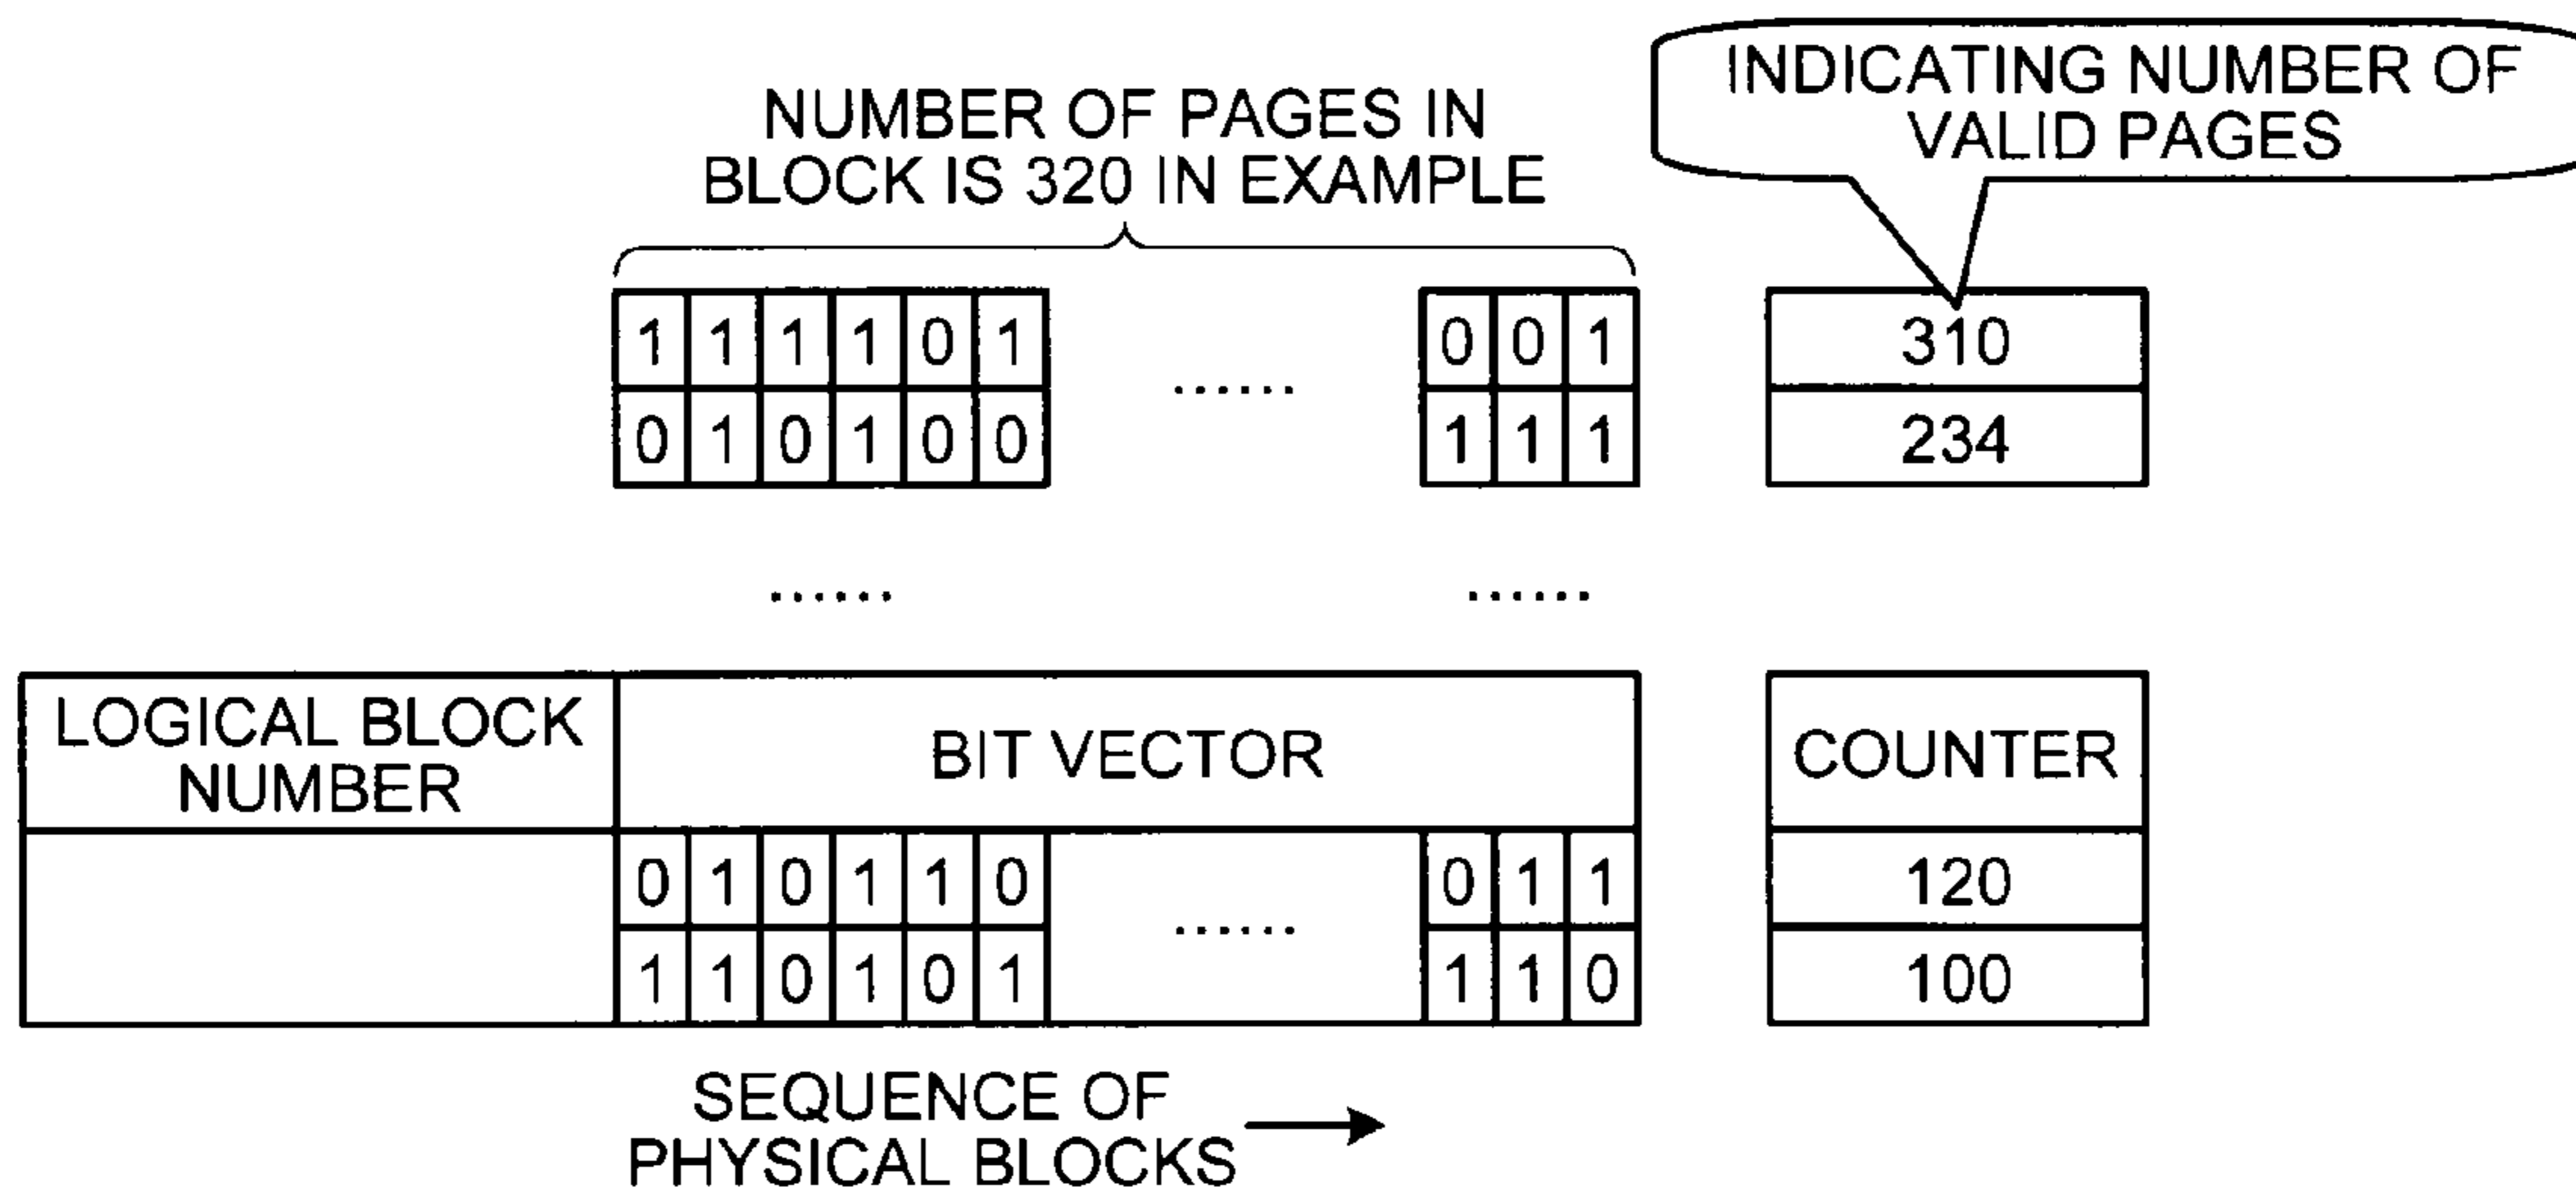 NUMBER OF PAGES IN
BLOCK IS 320 IN EXAMPLE
INDICATING NUMBER OF
VALID PAGES
1 1 1 1 0 1 ...... 0 0 1 310
0 1 0 1 0 0 1 1 1 234
...... ......
LOGICAL BLOCK
NUMBER
BIT VECTOR
COUNTER
0 1 0 1 1 0 ...... 0 1 1 120
1 1 0 1 0 1 1 1 0 100
SEQUENCE OF
PHYSICAL BLOCKS